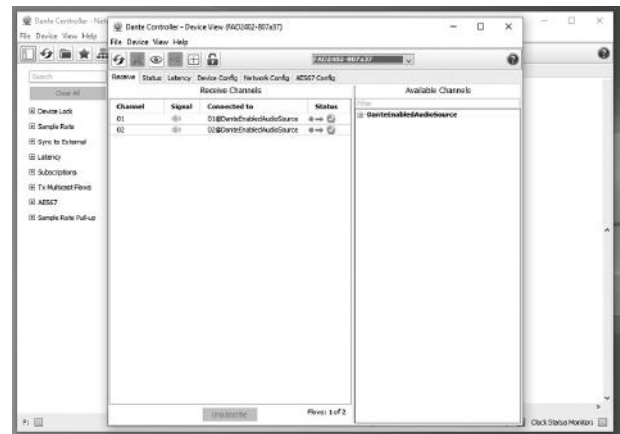 Dante Controller - Net
File Device View Help
Search
Clear All
Device Lock
Sample Rate
Sync to External
Latency
Subscriptions
Tx Multicast Flows
AES67
Sample Rate Pull-up
P:
Clock Status Monitor:
Dante Controller - Device View (PAO2402-807a37)
File Device View Help
PAO2402-807a37
Receive Status Latency Device Config Network Config AES67 Config
Receive Channels
Available Channels
Channel Signal Connected to Status
01 01@DanteEnabledAudioSource
02 02@DanteEnabledAudioSource
Filter
DanteEnabledAudioSource
Unsubscribe
Flows: 1 of 2